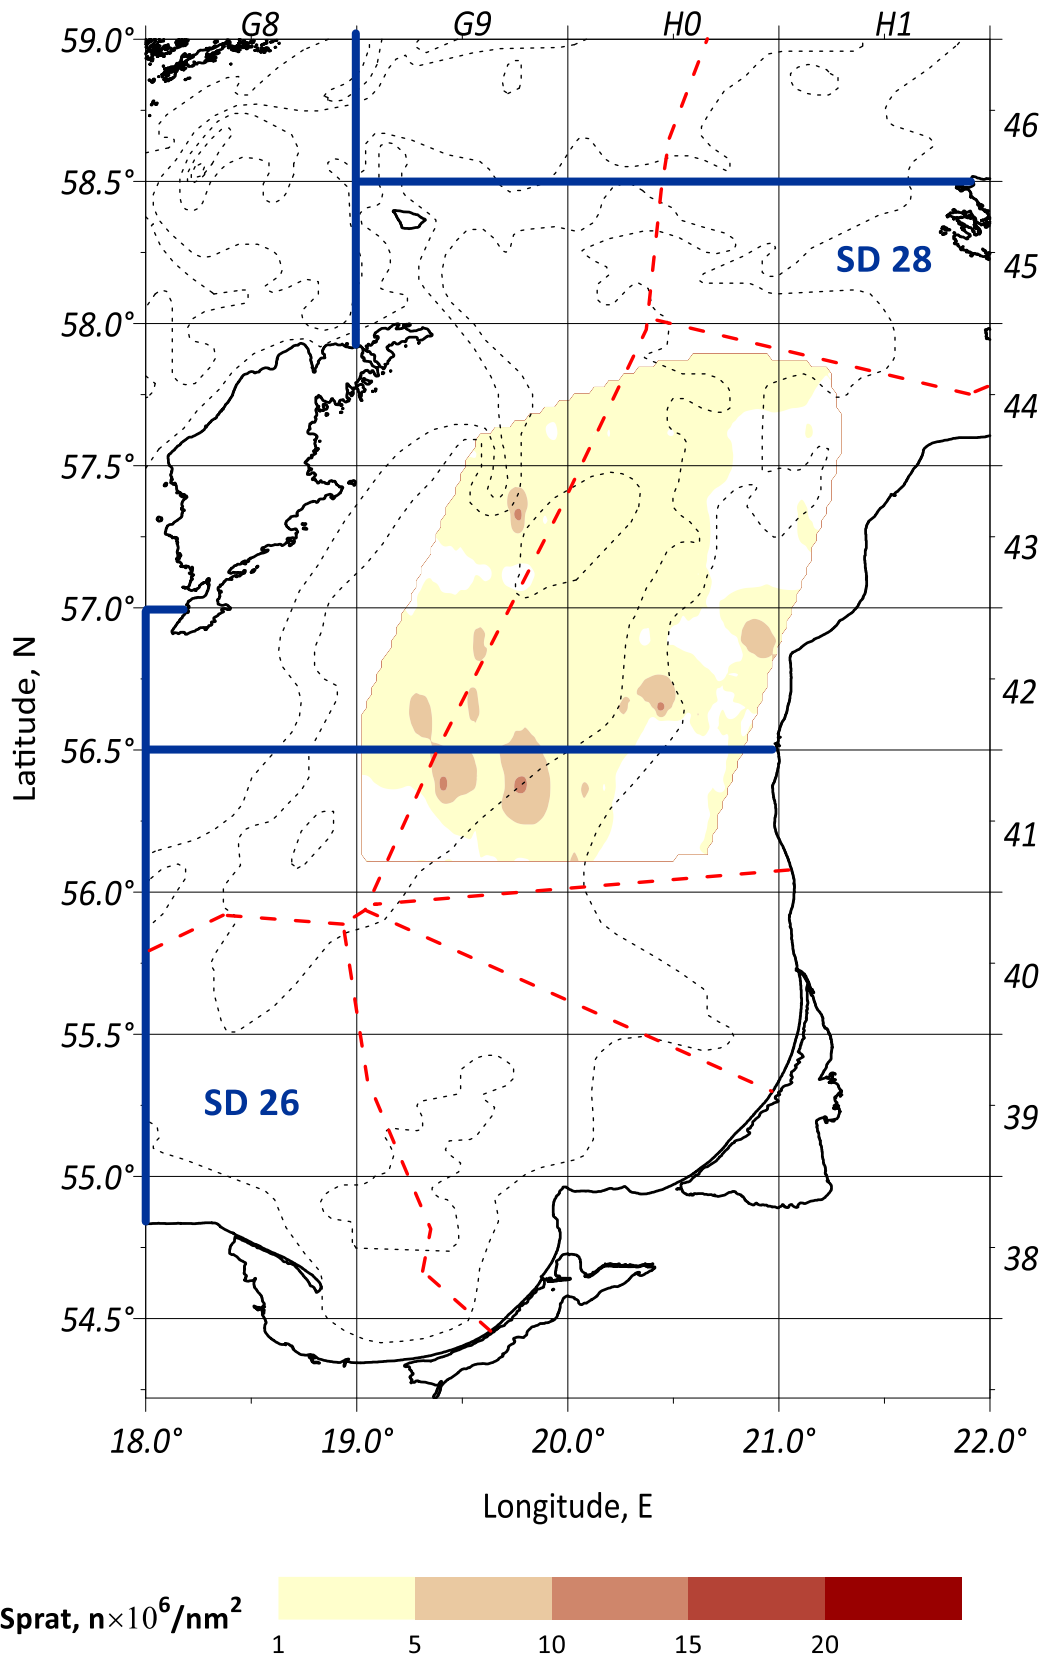 G8 G9 H0 H1
59.0°
46
58.5°
SD 28
45
58.0°
44
57.5°
43
57.0°
Latitude, N
42
56.5°
41
56.0°
40
55.5°
SD 26
39
55.0°
38
54.5°
18.0° 19.0° 20.0° 21.0° 22.0°
Longitude, E
Sprat, n×10⁶/nm²
1 5 10 15 20